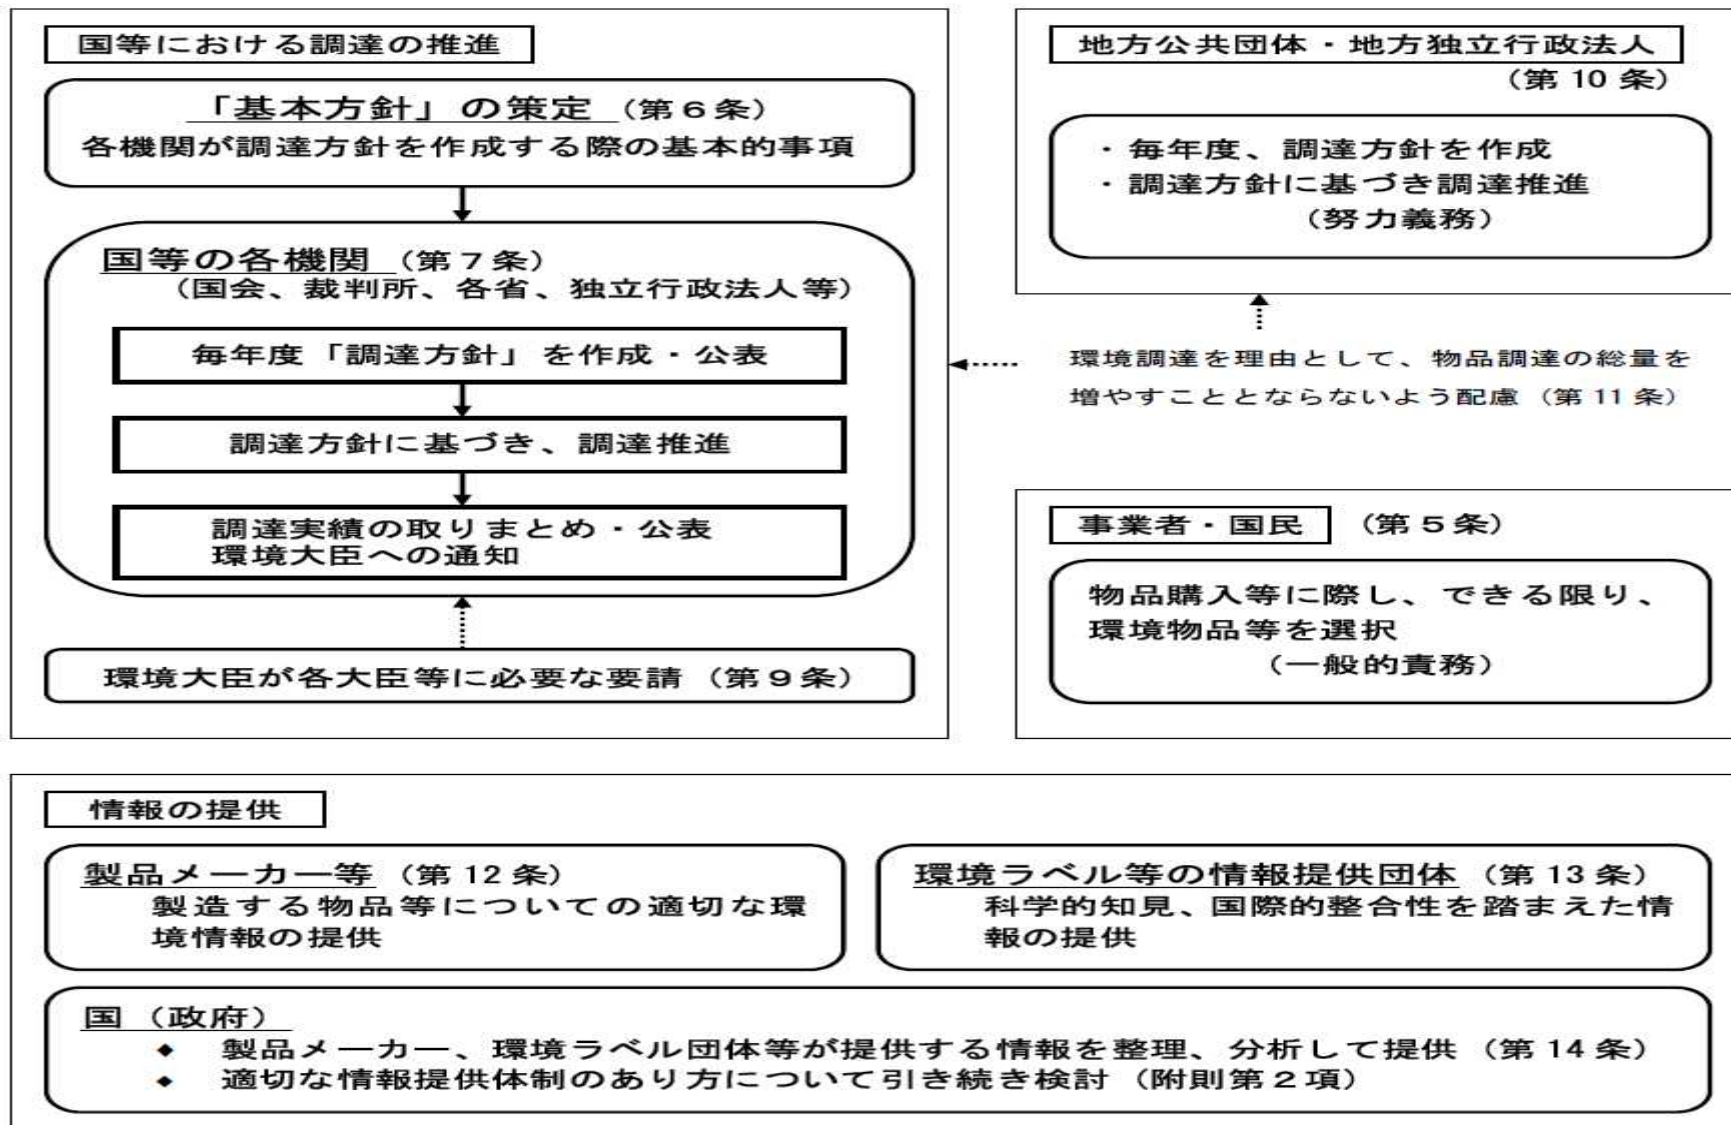 国等における調達の推進
「基本方針」の策定（第６条）
各機関が調達方針を作成する際の基本的事項
国等の各機関（第７条）
（国会、裁判所、各省、独立行政法人等）
毎年度「調達方針」を作成・公表
調達方針に基づき、調達推進
調達実績の取りまとめ・公表
環境大臣への通知
環境大臣が各大臣等に必要な要請（第９条）
地方公共団体・地方独立行政法人
（第 10 条）
・毎年度、調達方針を作成
・調達方針に基づき調達推進
（努力義務）
環境調達を理由として、物品調達の総量を
増やすこととならないよう配慮（第 11 条）
事業者・国民（第５条）
物品購入等に際し、できる限り、
環境物品等を選択
（一般的責務）
情報の提供
製品メーカー等（第 12 条）
製造する物品等についての適切な環
境情報の提供
環境ラベル等の情報提供団体（第 13 条）
科学的知見、国際的整合性を踏まえた情
報の提供
国（政府）
◆ 製品メーカー、環境ラベル団体等が提供する情報を整理、分析して提供（第 14 条）
◆ 適切な情報提供体制のあり方について引き続き検討（附則第２項）